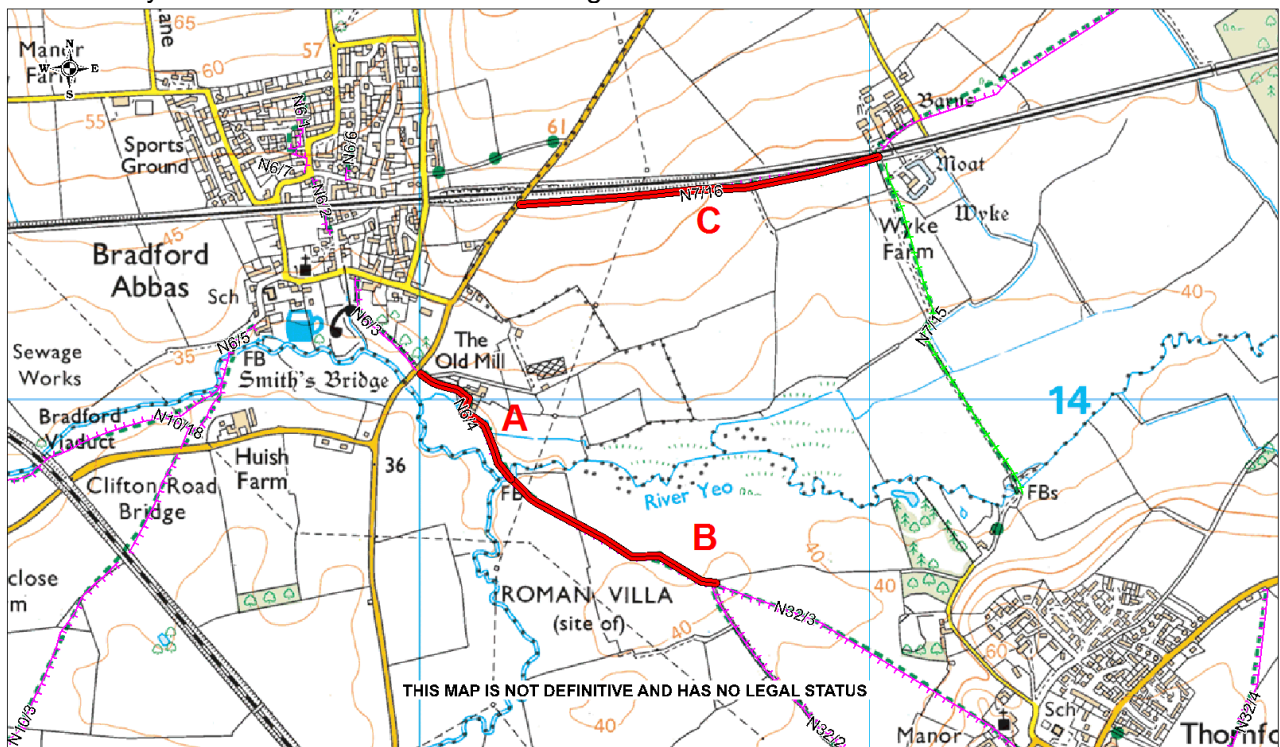 ane
65
57
Manor
Farm
N
W E
S
60
55
Barns
N6/1
N6/6
61
Sports
Ground
N6/7
N6/2
Moat
N7/16
C
Wyke
Wyke
Farm
45
Bradford
Abbas
Sch
40
N6/3
N7/15
The
Old Mill
N6/5
FB
35
Sewage
Works
Smith's Bridge
14
A
N6/4
Bradford
Viaduct
N10/18
36
Huish
Farm
Clifton Road
Bridge
FB
River Yeo
FBs
B
40
close
m
40
ROMAN VILLA
(site of)
N32/3
40
60
THIS MAP IS NOT DEFINITIVE AND HAS NO LEGAL STATUS
N10/3
N32/2
40
Manor
Sch
N32/4
Thornfo